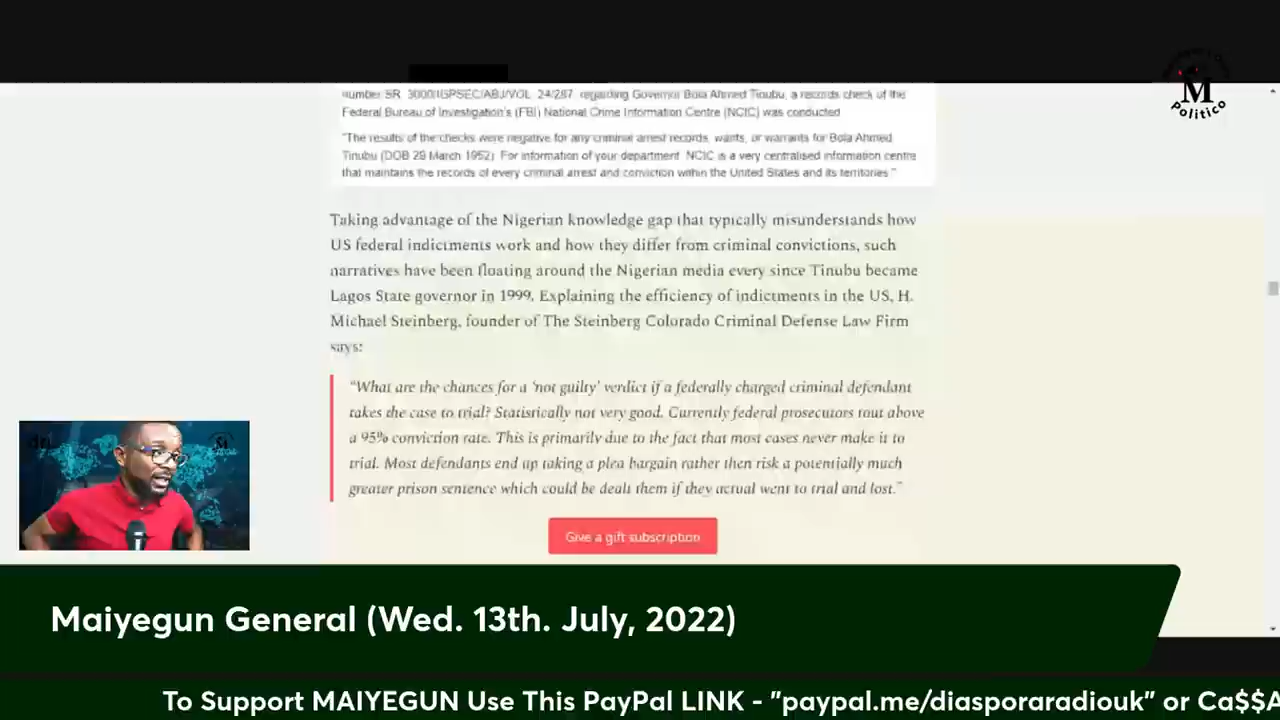 number SR. 3000/IGPSEC/ABJ/VOL. 24/287 regarding Governor Bola Ahmed Tinubu, a records check of the
Federal Bureau of Investigation's (FBI) National Crime Information Centre (NCIC) was conducted
"The results of the checks were negative for any criminal arrest records, wants, or warrants for Bola Ahmed
Tinubu (DOB 29 March 1952). For information of your department NCIC is a very centralised information centre
that maintains the records of every criminal arrest and conviction within the United States and its territories."
Taking advantage of the Nigerian knowledge gap that typically misunderstands how
US federal indictments work and how they differ from criminal convictions, such
narratives have been floating around the Nigerian media every since Tinubu became
Lagos State governor in 1999. Explaining the efficiency of indictments in the US, H.
Michael Steinberg, founder of The Steinberg Colorado Criminal Defense Law Firm
says:
"What are the chances for a 'not guilty' verdict if a federally charged criminal defendant
takes the case to trial? Statistically not very good. Currently federal prosecutors tout above
a 95% conviction rate. This is primarily due to the fact that most cases never make it to
trial. Most defendants end up taking a plea bargain rather then risk a potentially much
greater prison sentence which could be dealt them if they actual went to trial and lost."
Give a gift subscription
M
Politico
Maiyegun General (Wed. 13th. July, 2022)
To Support MAIYEGUN Use This PayPal LINK - "paypal.me/diasporaradiouk" or Ca$$A